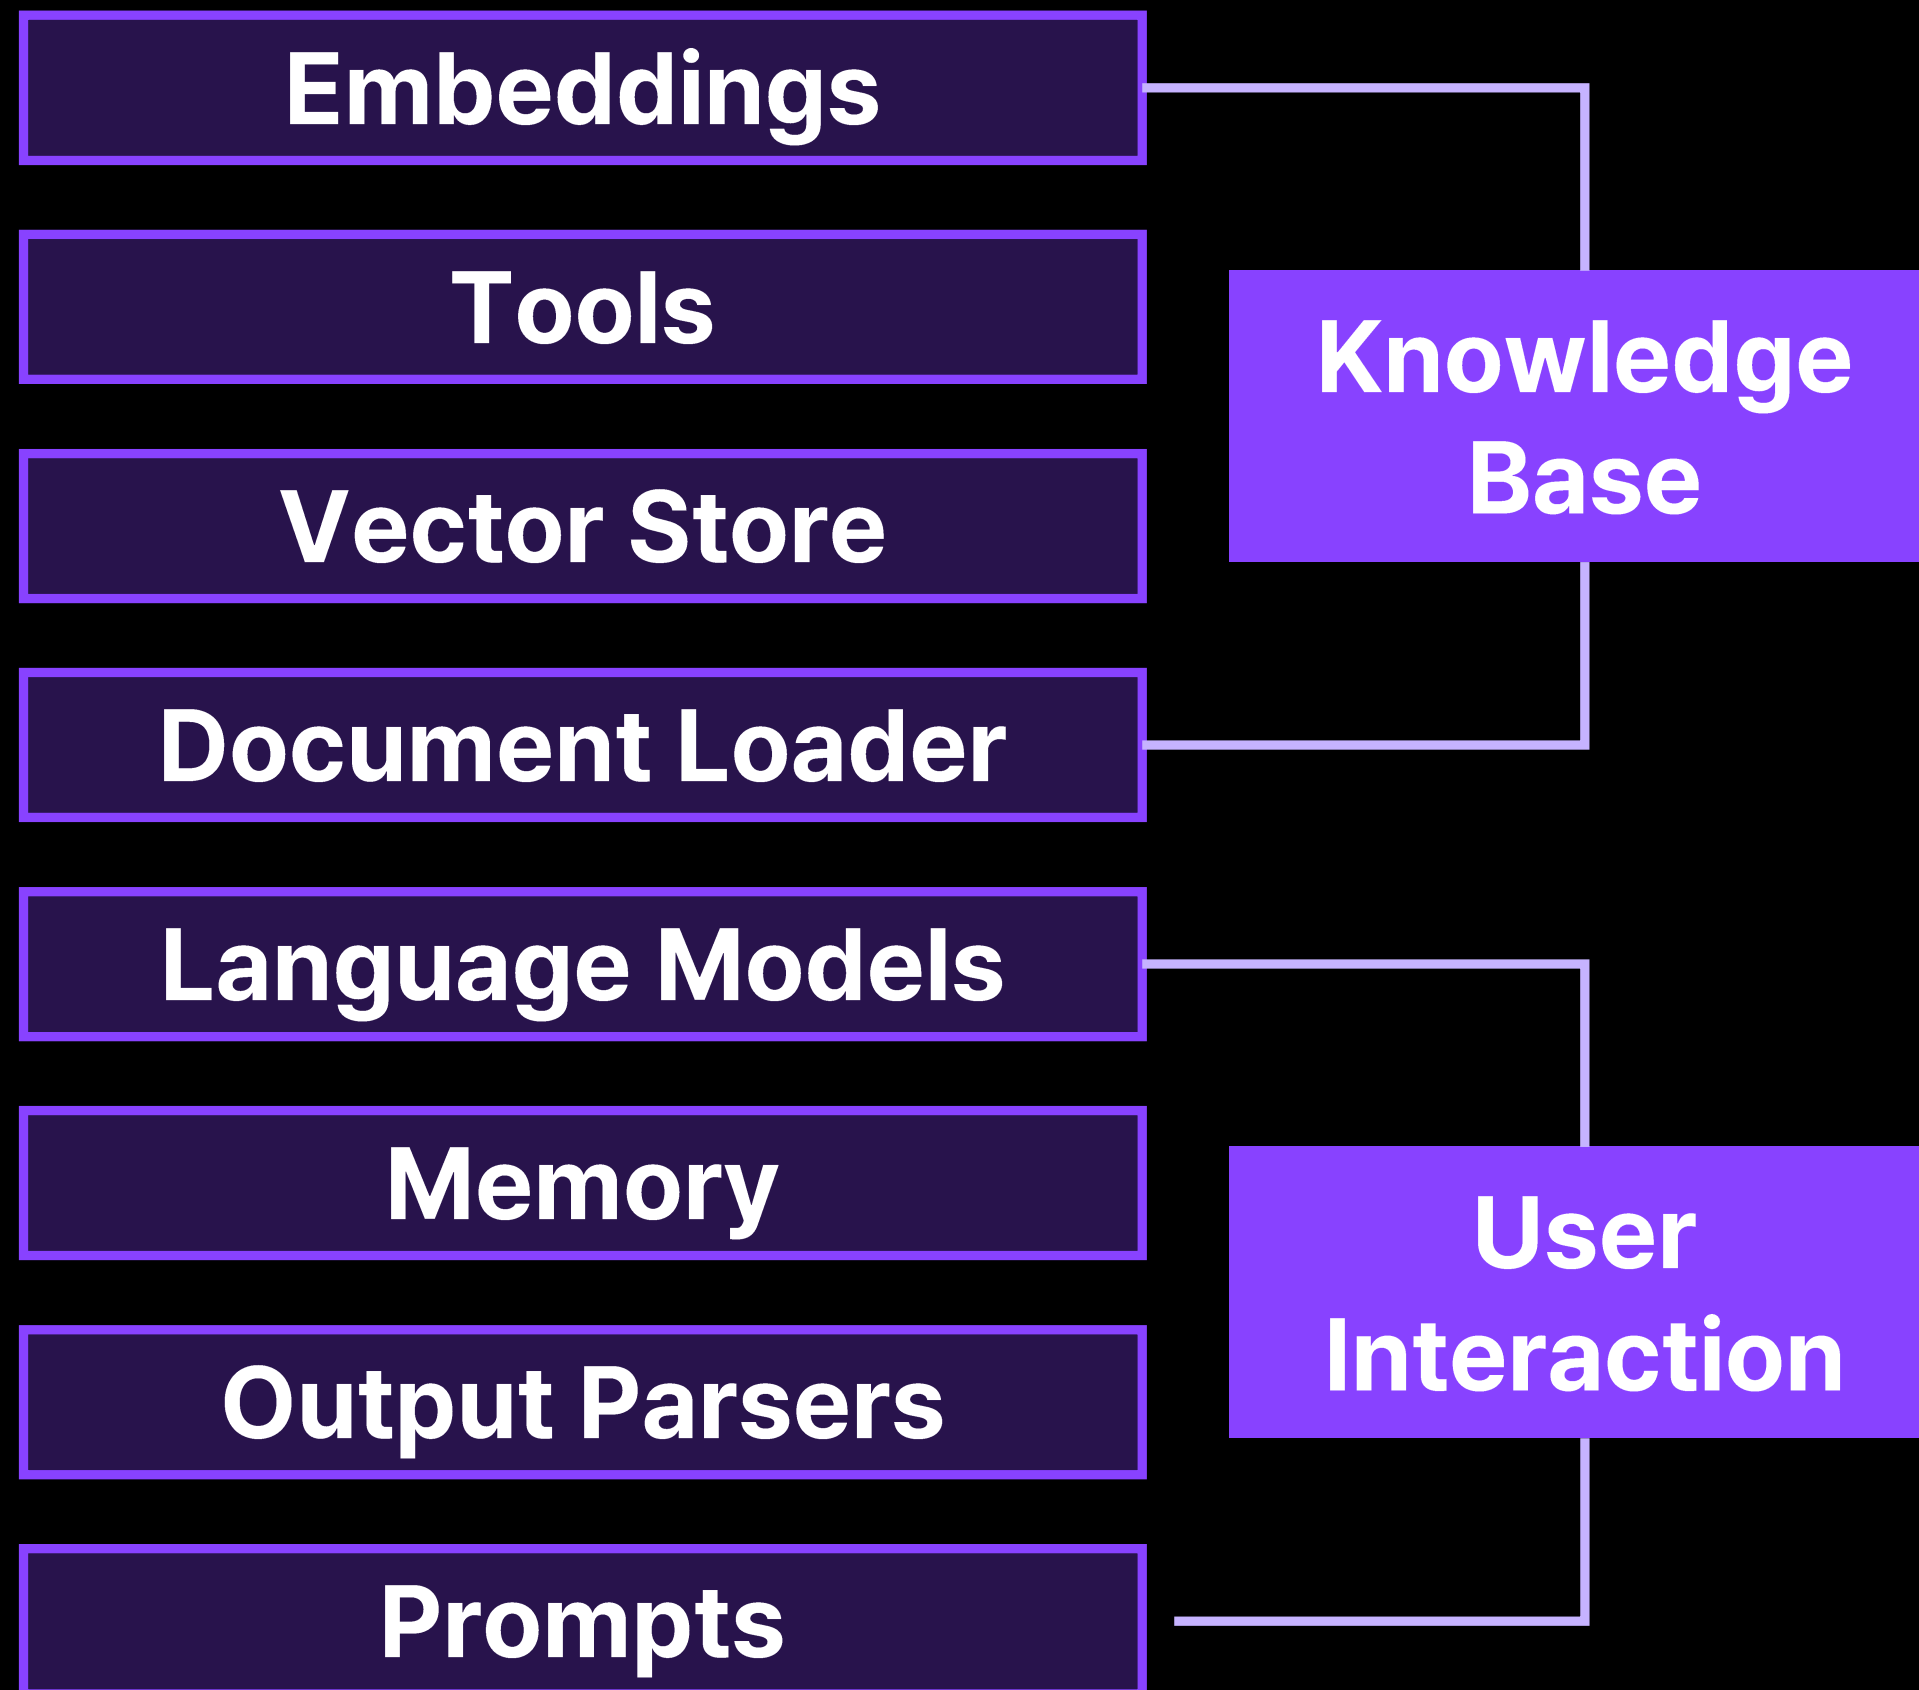 Embeddings
Tools
Vector Store
Document Loader
Language Models
Memory
Output Parsers
Prompts
Knowledge
Base
User
Interaction